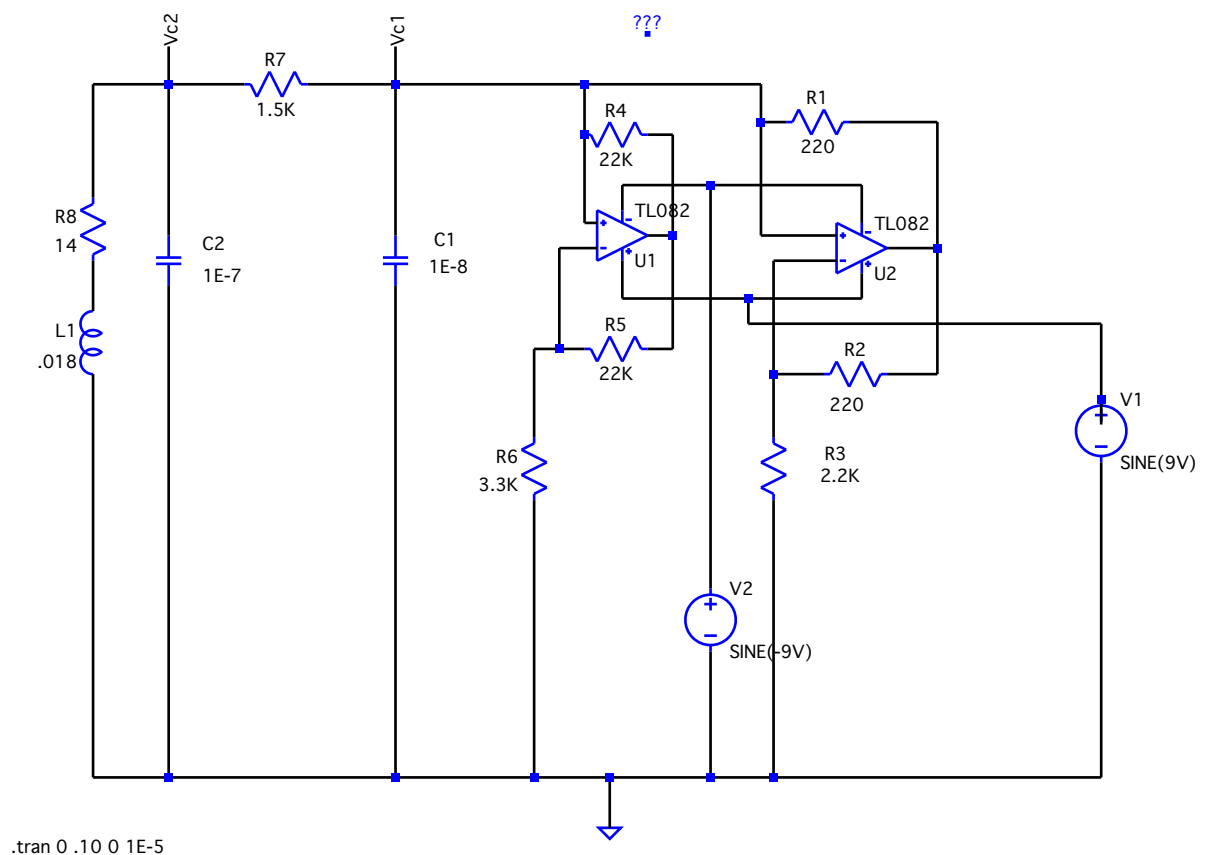 Vc2
Vc1
???
R7
1.5K
R4
22K
R1
220
R8
14
C2
1E-7
C1
1E-8
TL082
U1
TL082
U2
L1
.018
R5
22K
R2
220
V1
SINE(9V)
R6
3.3K
R3
2.2K
V2
SINE(-9V)
.tran 0 .10 0 1E-5